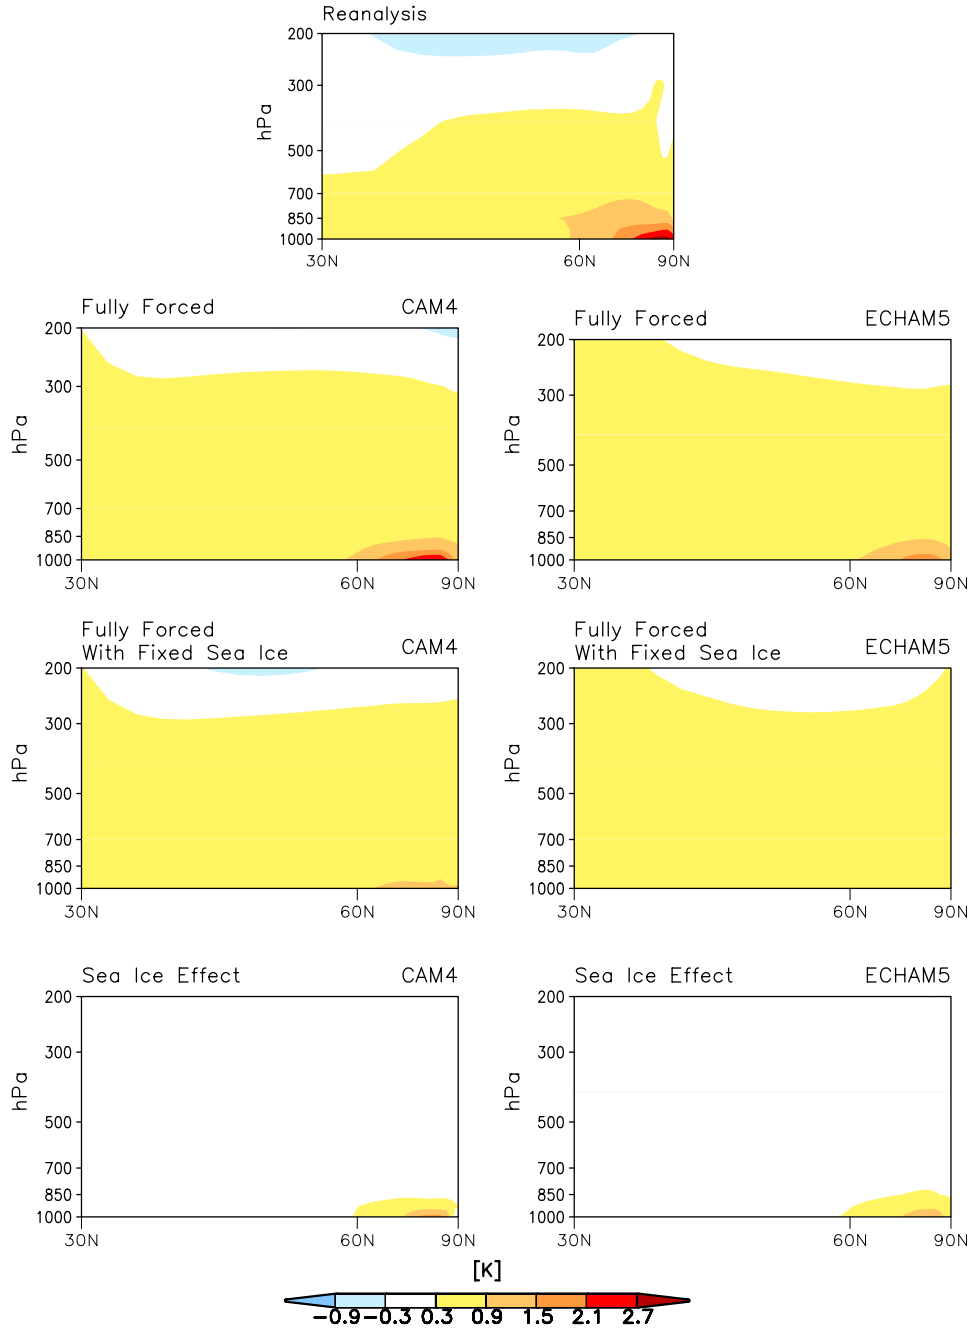 Reanalysis
200
300
500
700
850
1000
hPa
30N 60N 90N
Fully Forced CAM4
200
300
500
700
850
1000
hPa
30N 60N 90N
Fully Forced ECHAM5
200
300
500
700
850
1000
hPa
30N 60N 90N
Fully Forced
With Fixed Sea Ice CAM4
200
300
500
700
850
1000
hPa
30N 60N 90N
Fully Forced
With Fixed Sea Ice ECHAM5
200
300
500
700
850
1000
hPa
30N 60N 90N
Sea Ice Effect CAM4
200
300
500
700
850
1000
hPa
30N 60N 90N
Sea Ice Effect ECHAM5
200
300
500
700
850
1000
hPa
30N 60N 90N
[K]
-0.9 -0.3 0.3 0.9 1.5 2.1 2.7